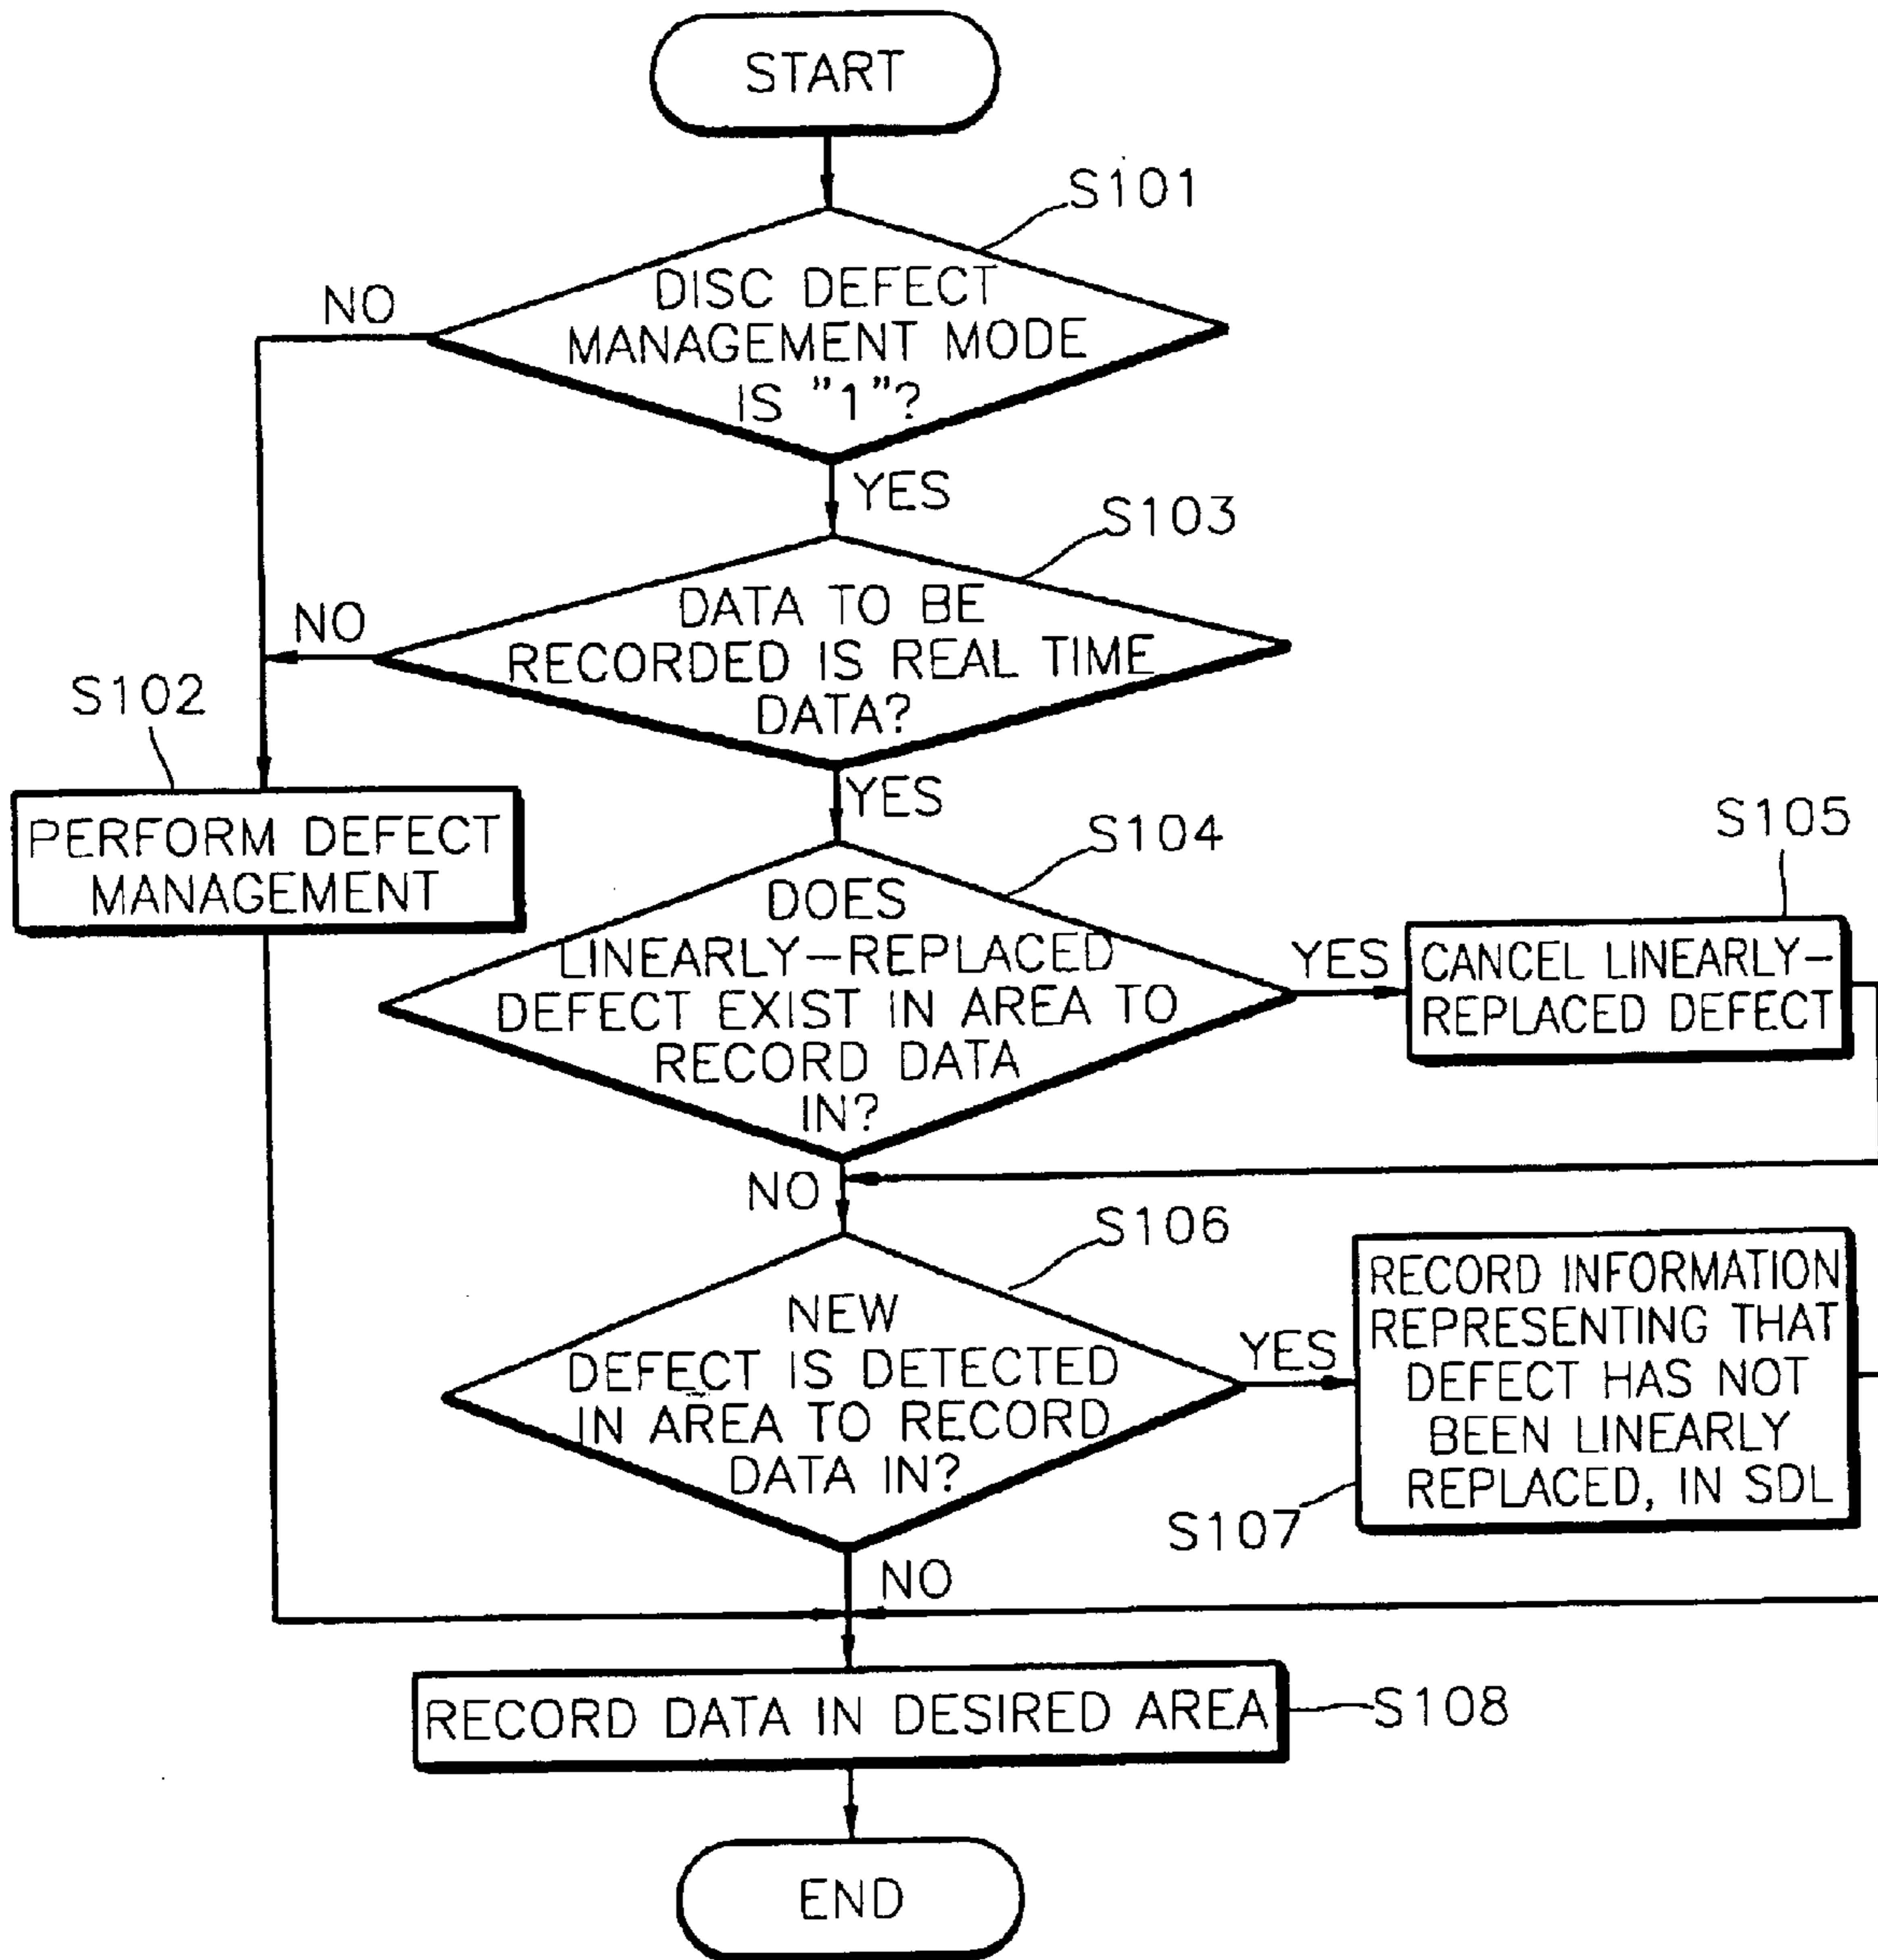 START
S101
DISC DEFECT
MANAGEMENT MODE
IS "1"?
NO
YES
S103
DATA TO BE
RECORDED IS REAL TIME
DATA?
NO
YES
S102
PERFORM DEFECT
MANAGEMENT
S104
DOES
LINEARLY-REPLACED
DEFECT EXIST IN AREA TO
RECORD DATA
IN?
YES
S105
CANCEL LINEARLY-
REPLACED DEFECT
NO
S106
NEW
DEFECT IS DETECTED
IN AREA TO RECORD
DATA IN?
YES
RECORD INFORMATION
REPRESENTING THAT
DEFECT HAS NOT
BEEN LINEARLY
REPLACED, IN SDL
S107
NO
RECORD DATA IN DESIRED AREA
S108
END